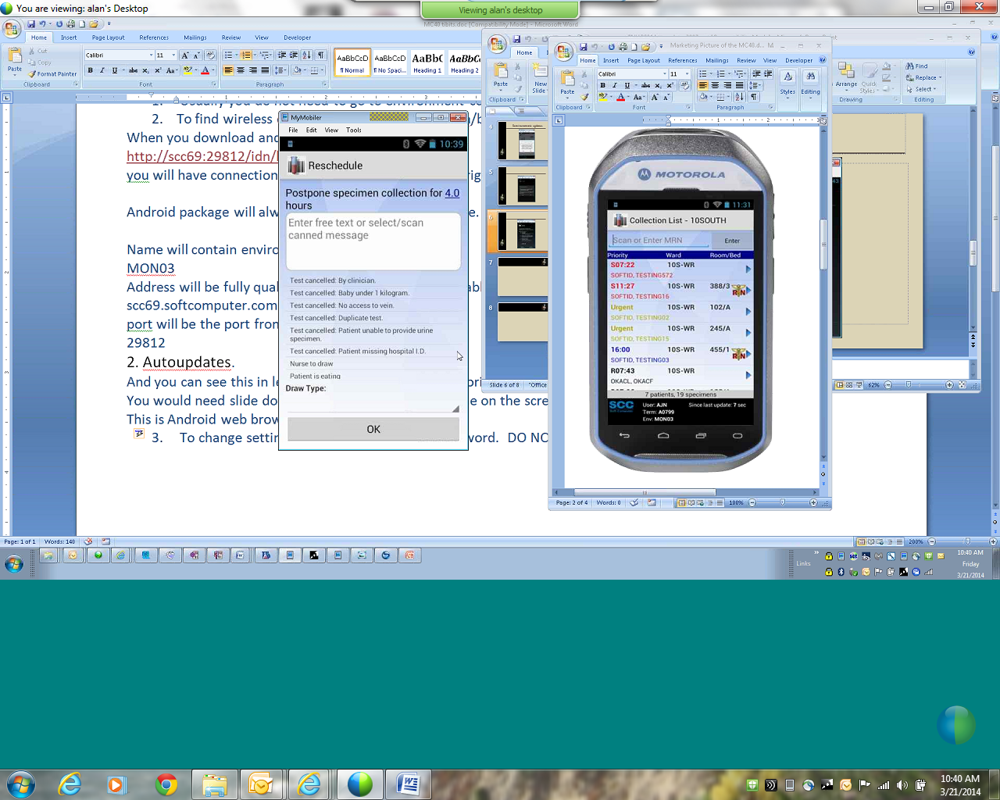 You are viewing: alan's Desktop
Viewing alan's desktop
MC40 tibits.doc [Compatibility Mode] - Microsoft Word
Home Insert Page Layout References Mailings Review View Developer
Cut
Copy
Format Painter
Paste
Clipboard
Calibri 11
Font
Paragraph
AaBbCcD AaBbCcD AaBbC AaBbCc
¶ Normal ¶ No Spaci... Heading 1 Heading 2
2. To find wireless
When you download and
http://scc69:29812/idn/
you will have connection
Android package will alw
Name will contain enviro
MON03
Address will be fully qual
scc69.softcomputer.com
port will be the port from
29812
2. Autoupdates.
And you can see this in le
You would need slide do
e on the scre
This is Android web brow
3. To change settin
word. DO NO
MyMobiler
File Edit View Tools
10:39
Reschedule
Postpone specimen collection for 4.0
hours
Enter free text or select/scan
canned message
Test cancelled: By clinician.
Test cancelled: Baby under 1 kilogram.
Test cancelled: No access to vein.
Test cancelled: Duplicate test.
Test cancelled: Patient unable to provide urine
specimen.
Test cancelled: Patient missing hospital I.D.
Nurse to draw
Patient is eating
Draw Type:
OK
Home
Paste
New
Slide
Clipboard
5
6
7
8
Slide 6 of 8
Arrange
Quick
Styles
Drawing
Find
Replace
Select
Editing
62%
Marketing Picture of the MC40.d...
Home Insert Page Layout References Mailings Review View Developer
Paste
Clipboard
Calibri 11
Font
Paragraph
Styles
Editing
MOTOROLA
11:31
Collection List - 10SOUTH
Scan or Enter MRN
Enter
Priority Ward Room/Bed
S07:22 10S-WR
SOFTID, TESTING572
S11:27 10S-WR 388/3
SOFTID, TESTING16
Urgent 10S-WR 102/A
SOFTID, TESTING02
Urgent 10S-WR 245/A
SOFTID, TESTING15
16:00 10S-WR 455/1
SOFTID, TESTING03
R07:43 10S-WR
OKACL, OKACF
7 patients, 19 specimens
SCC
User: AJN Since last update: 7 sec
Term: A0799
Env: MON03
Page: 2 of 4 Words: 0
100%
Page: 1 of 1 Words: 140
200%
Links
10:40 AM
Friday
3/21/2014
10:40 AM
3/21/2014